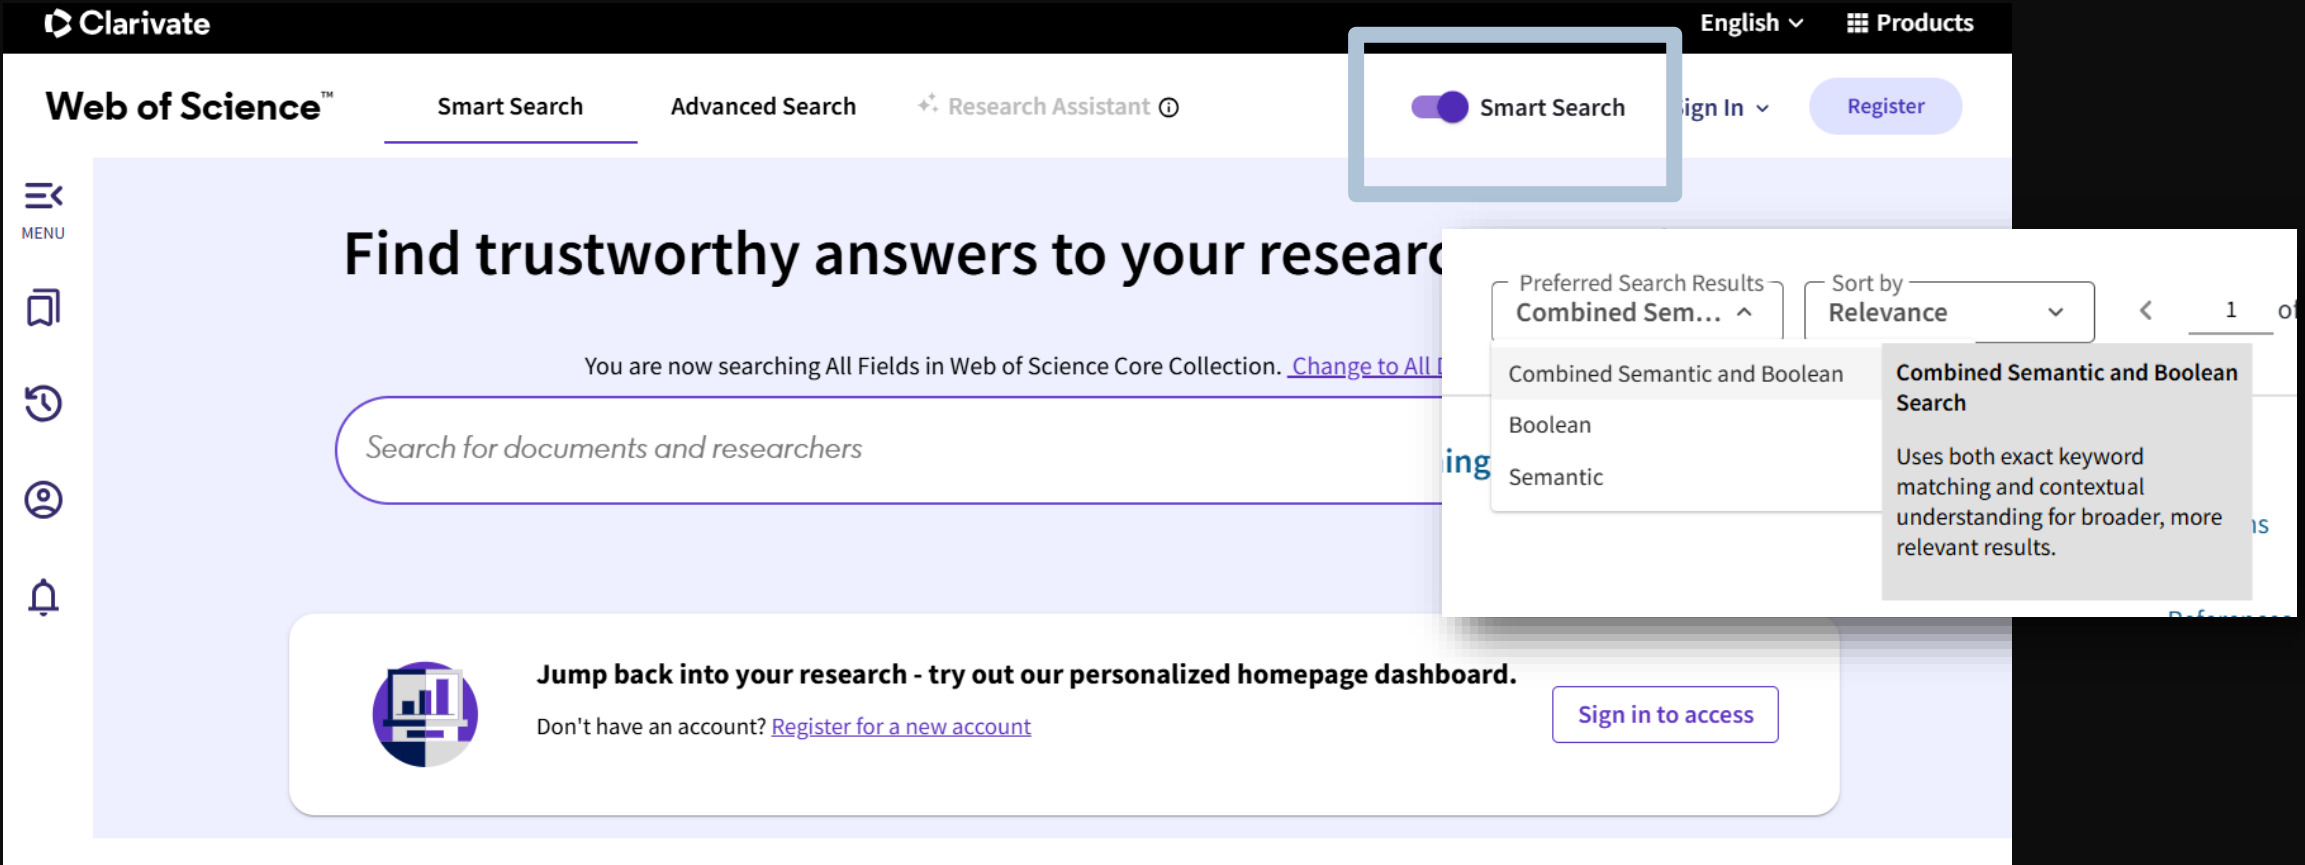 Clarivate
English
Products
Web of Science™
Smart Search
Advanced Search
Research Assistant
Smart Search
Sign In
Register
MENU
Find trustworthy answers to your
You are now searching All Fields in Web of Science Core Collection. Change to All
Search for documents and researchers
Preferred Search Results
Combined Sem...
Sort by
Relevance
1
Combined Semantic and Boolean
Boolean
Semantic
Combined Semantic and Boolean
Search
Uses both exact keyword
matching and contextual
understanding for broader, more
relevant results.
Jump back into your research - try out our personalized homepage dashboard.
Don't have an account? Register for a new account
Sign in to access